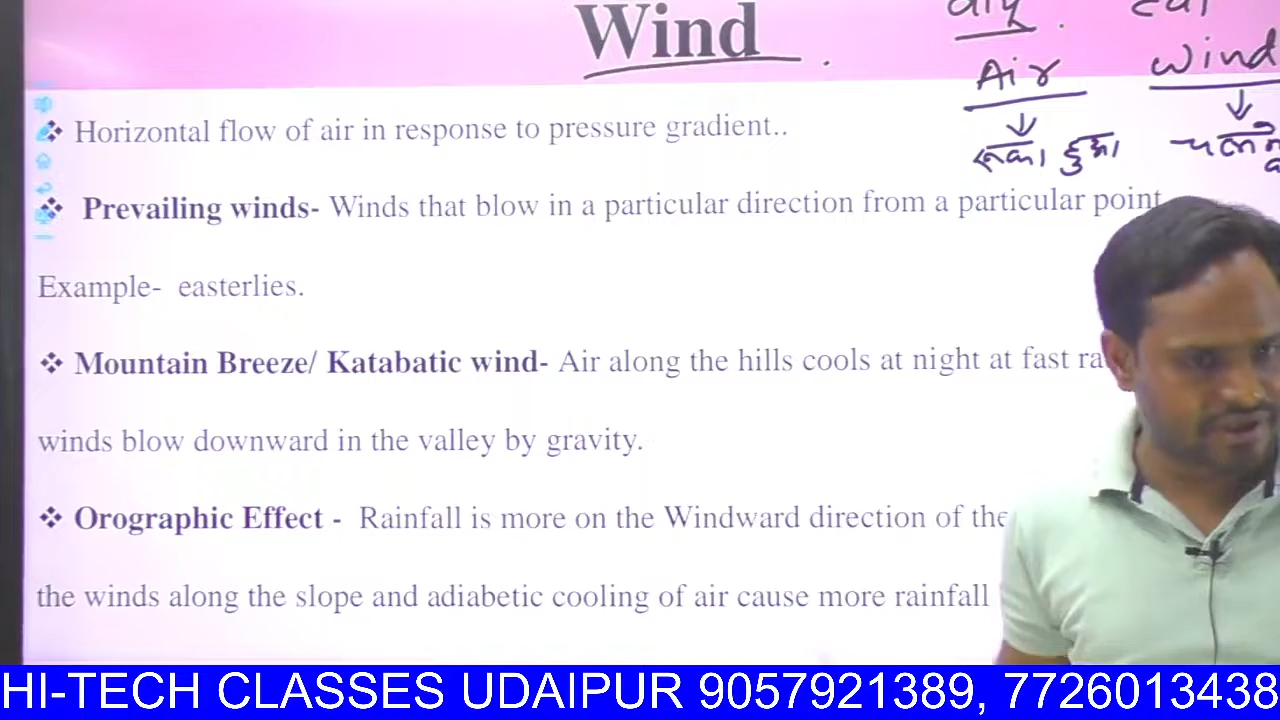 Wind
वायु . हवा
Air wind
रुका हुआ
Horizontal flow of air in response to pressure gradient..
Prevailing winds- Winds that blow in a particular direction from a particular point
Example- easterlies.
Mountain Breeze/ Katabatic wind- Air along the hills cools at night at fast
winds blow downward in the valley by gravity.
Orographic Effect - Rainfall is more on the Windward direction of the
the winds along the slope and adiabetic cooling of air cause more rainfall
HI-TECH CLASSES UDAIPUR 9057921389, 7726013438